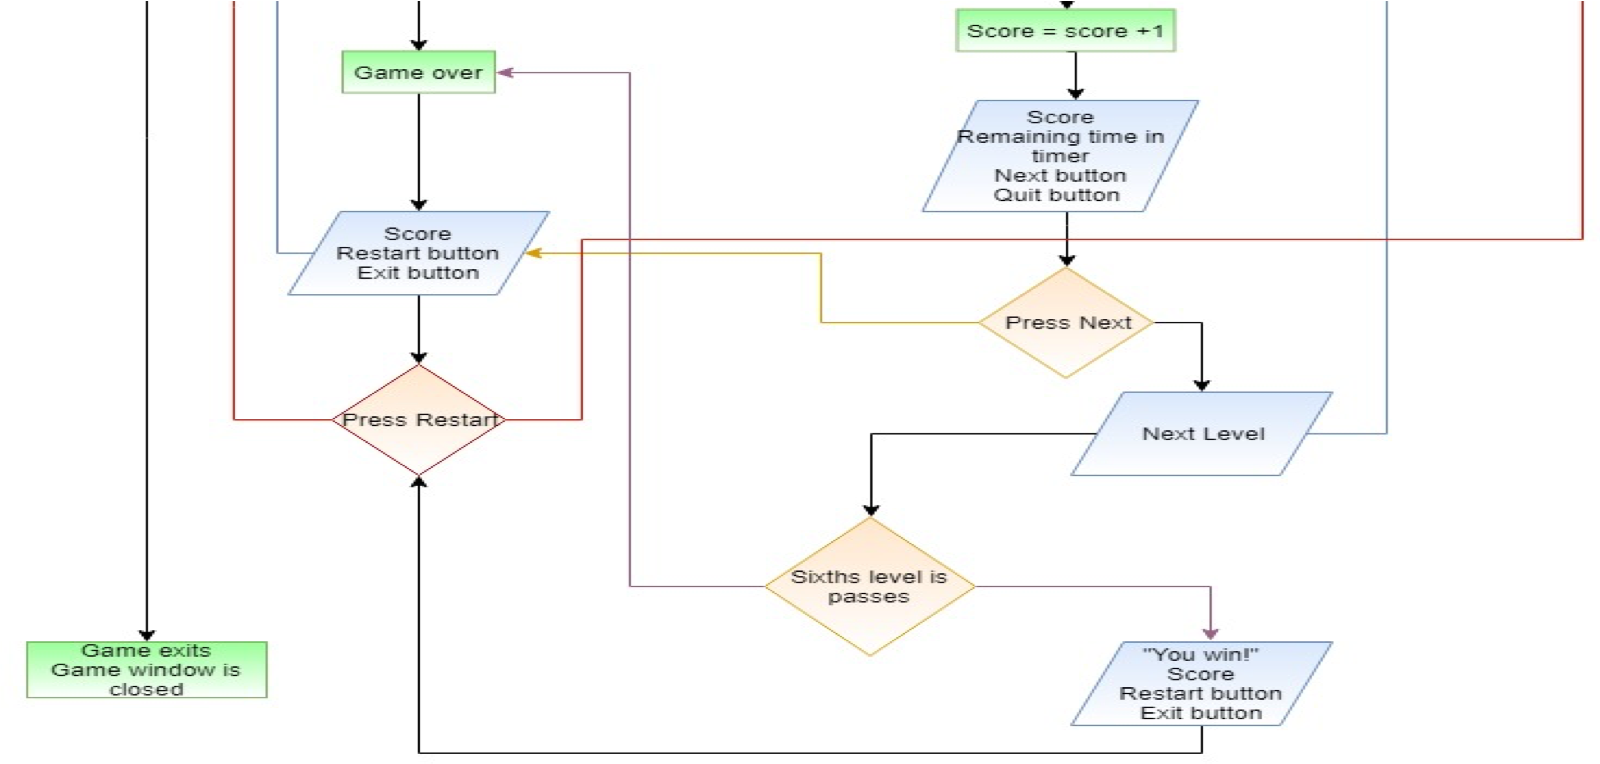 Score = score +1
Game over
Score
Remaining time in
timer
Next button
Quit button
Score
Restart button
Exit button
Press Next
Press Restart
Next Level
Sixths level is
passes
Game exits
Game window is
closed
"You win!"
Score
Restart button
Exit button